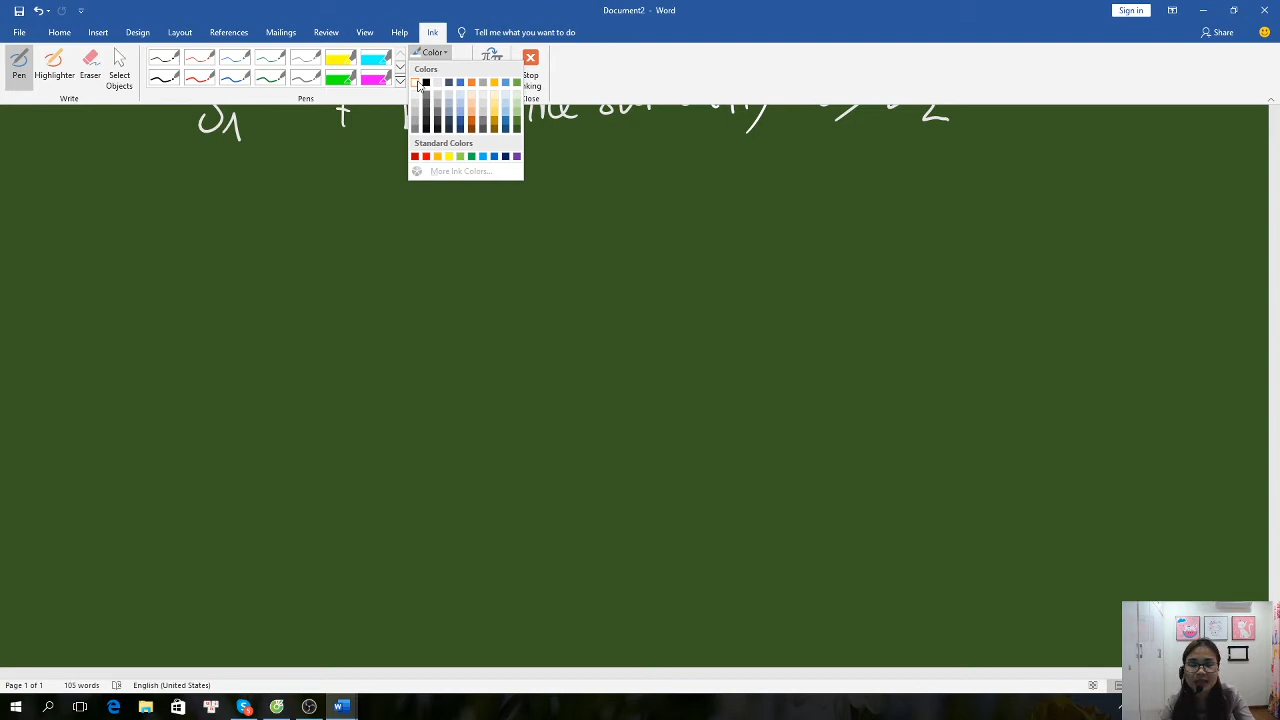 Document2 - Word
Sign in
File Home Insert Design Layout References Mailings Review View Help Ink Tell me what you want to do Share
Pen Highlighter Eraser Select Objects
Color
Stop
Inking
Write Pens Close
Colors
Standard Colors
More Ink Colors...
Page 1 of 1 105 words English (United States)